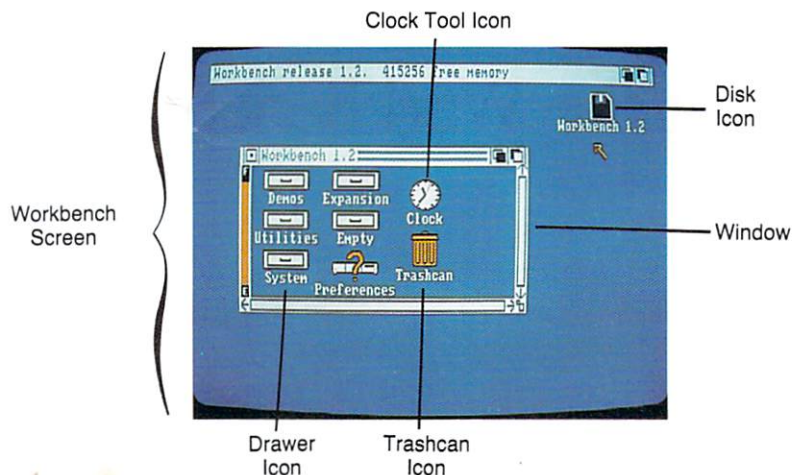 Clock Tool Icon
Workbench release 1.2. 415256 free memory
Disk
Icon
Workbench 1.2
Workbench 1.2
Demos Expansion
Clock
Workbench
Screen
Window
Utilities Empty
System
Trashcan
Preferences
Drawer
Icon
Trashcan
Icon